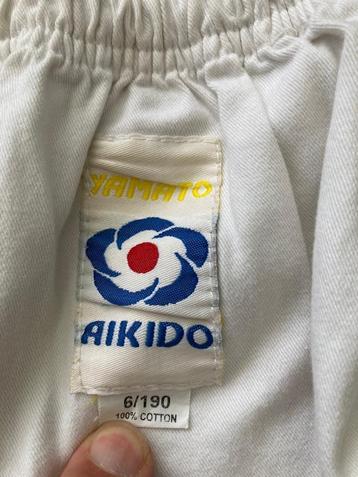 YAMATO
AIKIDO
6/190
100% COTTON